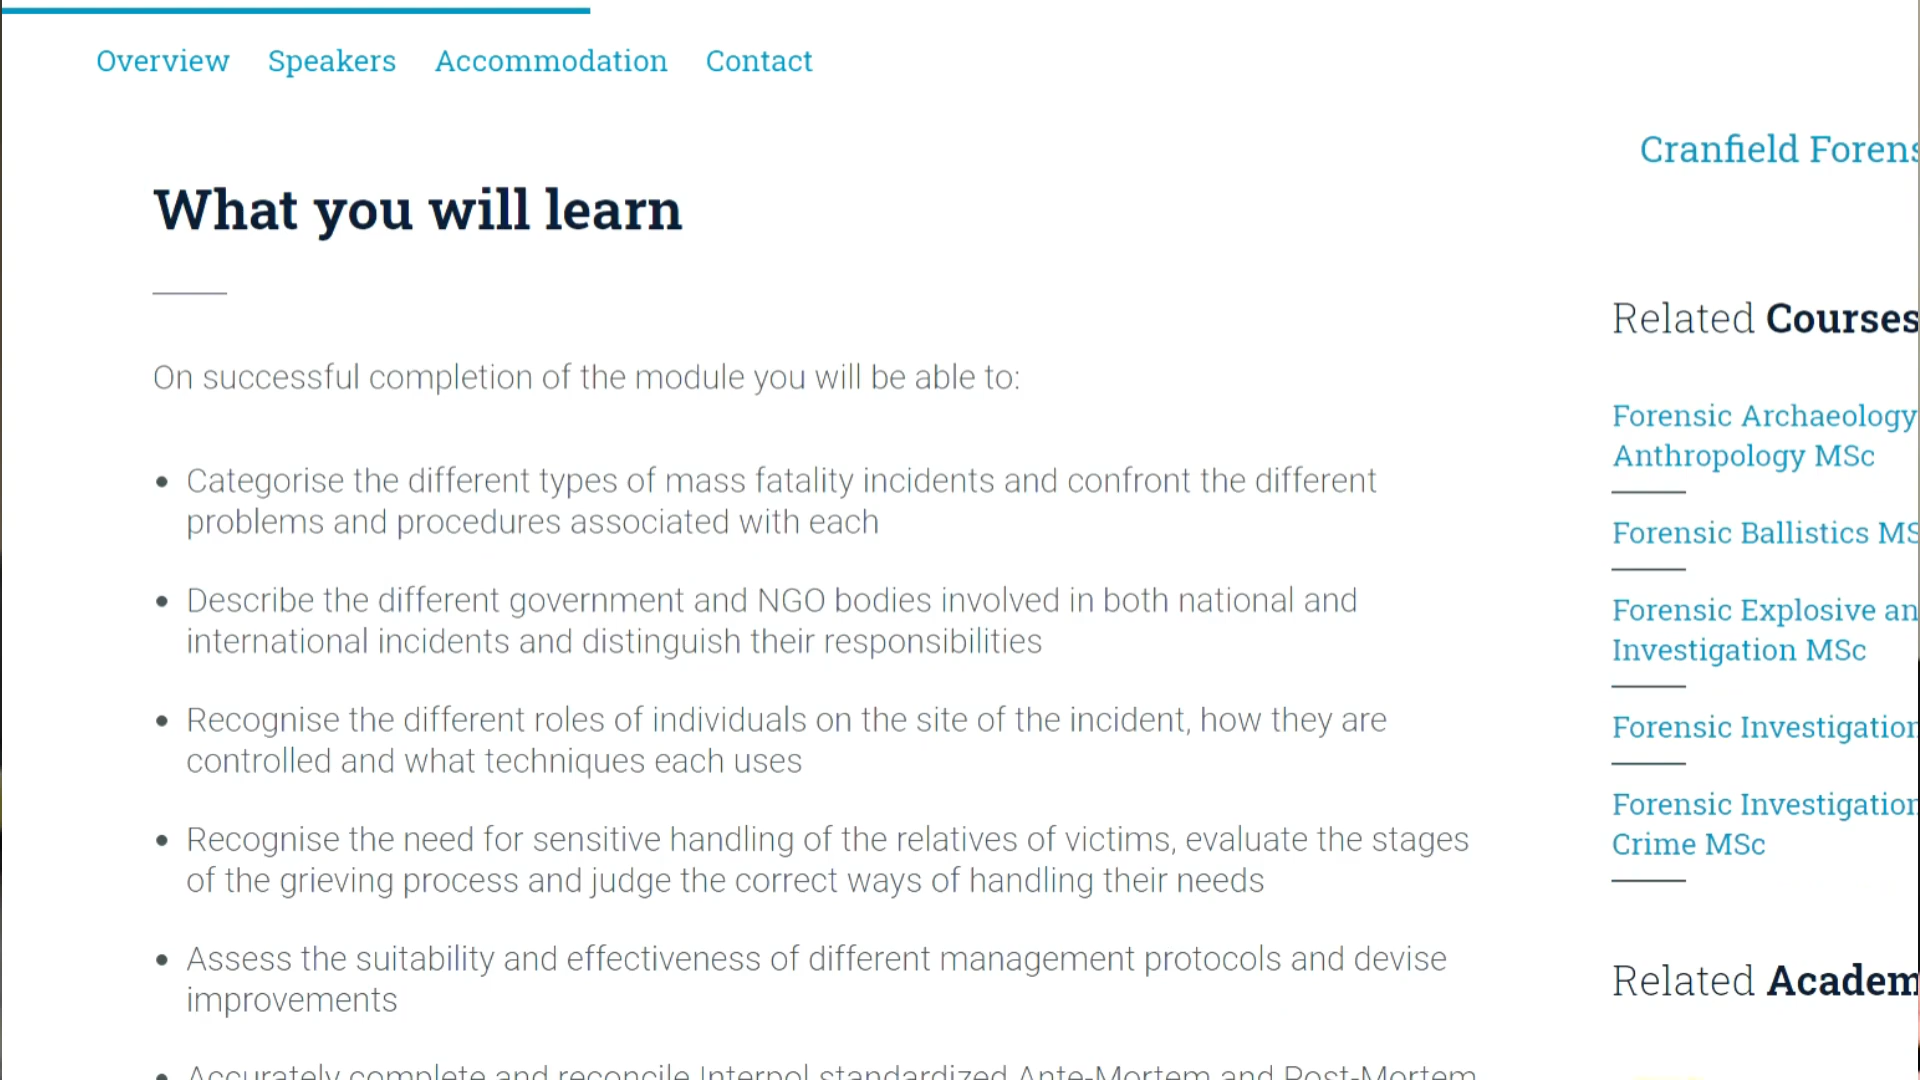 Overview Speakers Accommodation Contact
What you will learn
On successful completion of the module you will be able to:
• Categorise the different types of mass fatality incidents and confront the different
problems and procedures associated with each
• Describe the different government and NGO bodies involved in both national and
international incidents and distinguish their responsibilities
• Recognise the different roles of individuals on the site of the incident, how they are
controlled and what techniques each uses
• Recognise the need for sensitive handling of the relatives of victims, evaluate the stages
of the grieving process and judge the correct ways of handling their needs
• Assess the suitability and effectiveness of different management protocols and devise
improvements
• Accurately complete and reconcile Interpol standardized Ante-Mortem and Post-Mortem
Cranfield Forens
Related Courses
Forensic Archaeology
Anthropology MSc
Forensic Ballistics MS
Forensic Explosive an
Investigation MSc
Forensic Investigation
Forensic Investigation
Crime MSc
Related Academ